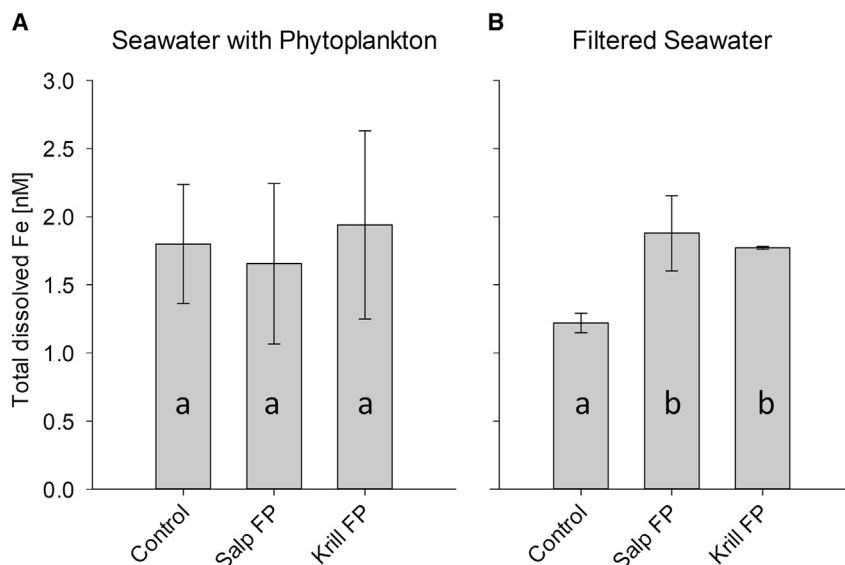 A
Seawater with Phytoplankton
B
Filtered Seawater
Total dissolved Fe [nM]
3.0
2.5
2.0
1.5
1.0
0.5
0.0
a
a
a
a
b
b
Control
Salp FP
Krill FP
Control
Salp FP
Krill FP